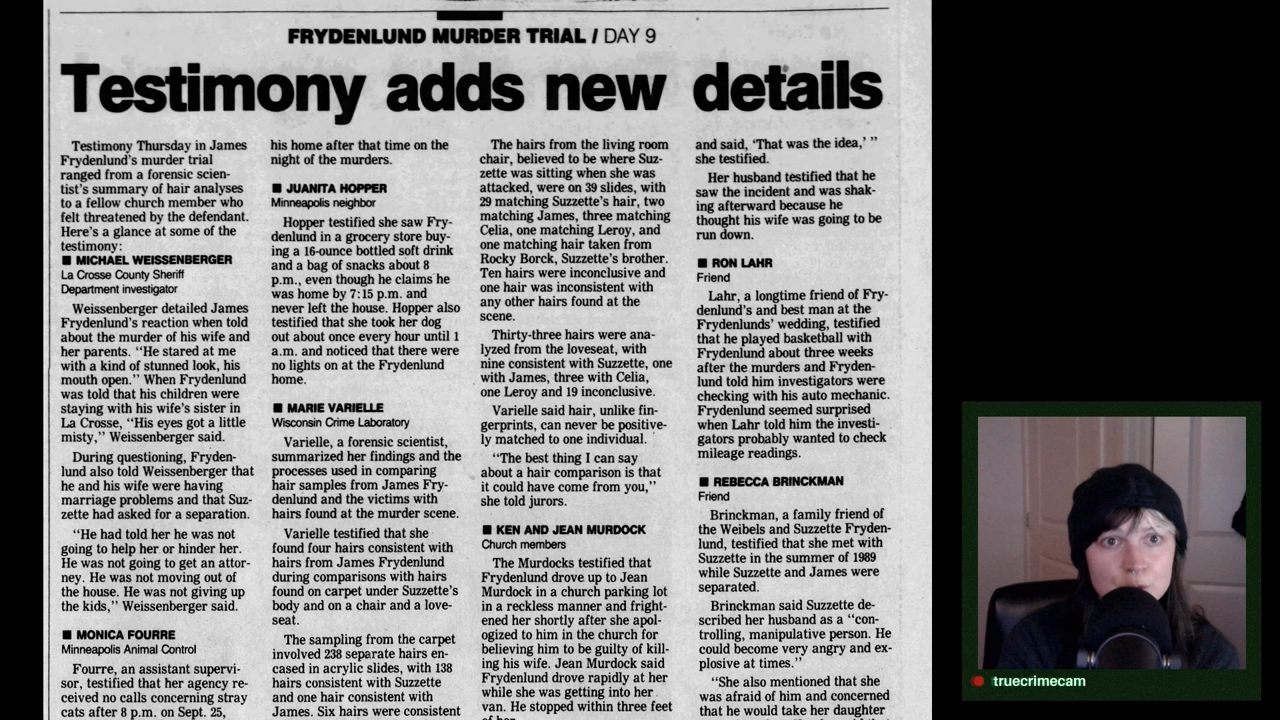 FRYDENLUND MURDER TRIAL / DAY 9
Testimony adds new details
Testimony Thursday in James
Frydenlund's murder trial
ranged from a forensic scien-
tist's summary of hair analyses
to a fellow church member who
felt threatened by the defendant.
Here's a glance at some of the
testimony:
■ MICHAEL WEISSENBERGER
La Crosse County Sheriff
Department investigator
Weissenberger detailed James
Frydenlund's reaction when told
about the murder of his wife and
her parents. “He stared at me
with a kind of stunned look, his
mouth open.” When Frydenlund
was told that his children were
staying with his wife's sister in
La Crosse, “His eyes got a little
misty,” Weissenberger said.
During questioning, Fryden-
lund also told Weissenberger that
he and his wife were having
marriage problems and that Suz-
zette had asked for a separation.
“He had told her he was not
going to help her or hinder her.
He was not going to get an attor-
ney. He was not moving out of
the house. He was not giving up
the kids,” Weissenberger said.
■ MONICA FOURRE
Minneapolis Animal Control
Fourre, an assistant supervi-
sor, testified that her agency re-
ceived no calls concerning stray
cats after 8 p.m. on Sept. 25,
his home after that time on the
night of the murders.
■ JUANITA HOPPER
Minneapolis neighbor
Hopper testified she saw Fry-
denlund in a grocery store buy-
ing a 16-ounce bottled soft drink
and a bag of snacks about 8
p.m., even though he claims he
was home by 7:15 p.m. and
never left the house. Hopper also
testified that she took her dog
out about once every hour until 1
a.m. and noticed that there were
no lights on at the Frydenlund
home.
■ MARIE VARIELLE
Wisconsin Crime Laboratory
Varielle, a forensic scientist,
summarized her findings and the
processes used in comparing
hair samples from James Fry-
denlund and the victims with
hairs found at the murder scene.
Varielle testified that she
found four hairs consistent with
hairs from James Frydenlund
during comparisons with hairs
found on carpet under Suzzette's
body and on a chair and a love-
seat.
The sampling from the carpet
involved 238 separate hairs en-
cased in acrylic slides, with 138
hairs consistent with Suzzette
and one hair consistent with
James. Six hairs were consistent
The hairs from the living room
chair, believed to be where Suz-
zette was sitting when she was
attacked, were on 39 slides, with
29 matching Suzzette's hair, two
matching James, three matching
Celia, one matching Leroy, and
one matching hair taken from
Rocky Borck, Suzzette's brother.
Ten hairs were inconclusive and
one hair was inconsistent with
any other hairs found at the
scene.
Thirty-three hairs were ana-
lyzed from the loveseat, with
nine consistent with Suzzette, one
with James, three with Celia,
one Leroy and 19 inconclusive.
Varielle said hair, unlike fin-
gerprints, can never be positive-
ly matched to one individual.
“The best thing I can say
about a hair comparison is that
it could have come from you,”
she told jurors.
■ KEN AND JEAN MURDOCK
Church members
The Murdocks testified that
Frydenlund drove up to Jean
Murdock in a church parking lot
in a reckless manner and fright-
ened her shortly after she apol-
ogized to him in the church for
believing him to be guilty of kill-
ing his wife. Jean Murdock said
Frydenlund drove rapidly at her
while she was getting into her
van. He stopped within three feet
of her
and said, ‘That was the idea,’ ”
she testified.
Her husband testified that he
saw the incident and was shak-
ing afterward because he
thought his wife was going to be
run down.
■ RON LAHR
Friend
Lahr, a longtime friend of Fry-
denlund's and best man at the
Frydenlunds' wedding, testified
that he played basketball with
Frydenlund about three weeks
after the murders and Fryden-
lund told him investigators were
checking with his auto mechanic.
Frydenlund seemed surprised
when Lahr told him the investi-
gators probably wanted to check
mileage readings.
■ REBECCA BRINCKMAN
Friend
Brinckman, a family friend of
the Weibels and Suzzette Fryden-
lund, testified that she met with
Suzzette in the summer of 1989
while Suzzette and James were
separated.
Brinckman said Suzzette de-
scribed her husband as a “con-
trolling, manipulative person. He
could become very angry and ex-
plosive at times.”
“She also mentioned that she
was afraid of him and concerned
that he would take her daughter
truecrimecam